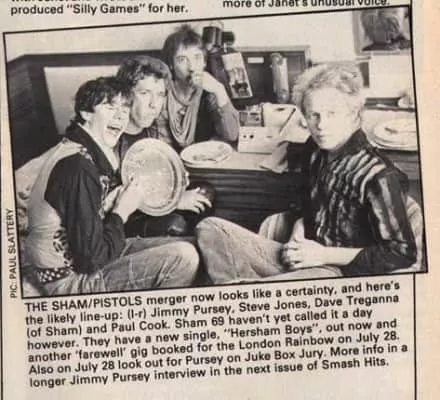 produced "Silly Games" for her.
more of Janet's unusual voice.
PIC: PAUL SLATTERY
THE SHAM/PISTOLS merger now looks like a certainty, and here's
the likely line-up: (l-r) Jimmy Pursey, Steve Jones, Dave Treganna
(of Sham) and Paul Cook. Sham 69 haven't yet called it a day
however. They have a new single, "Hersham Boys", out now and
another 'farewell' gig booked for the London Rainbow on July 28.
Also on July 28 look out for Pursey on Juke Box Jury. More info in a
longer Jimmy Pursey interview in the next issue of Smash Hits.